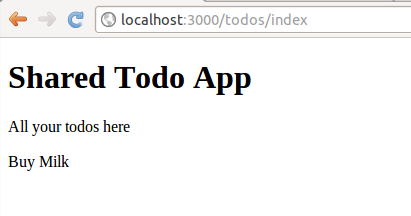 localhost:3000/todos/index
Shared Todo App
All your todos here
Buy Milk